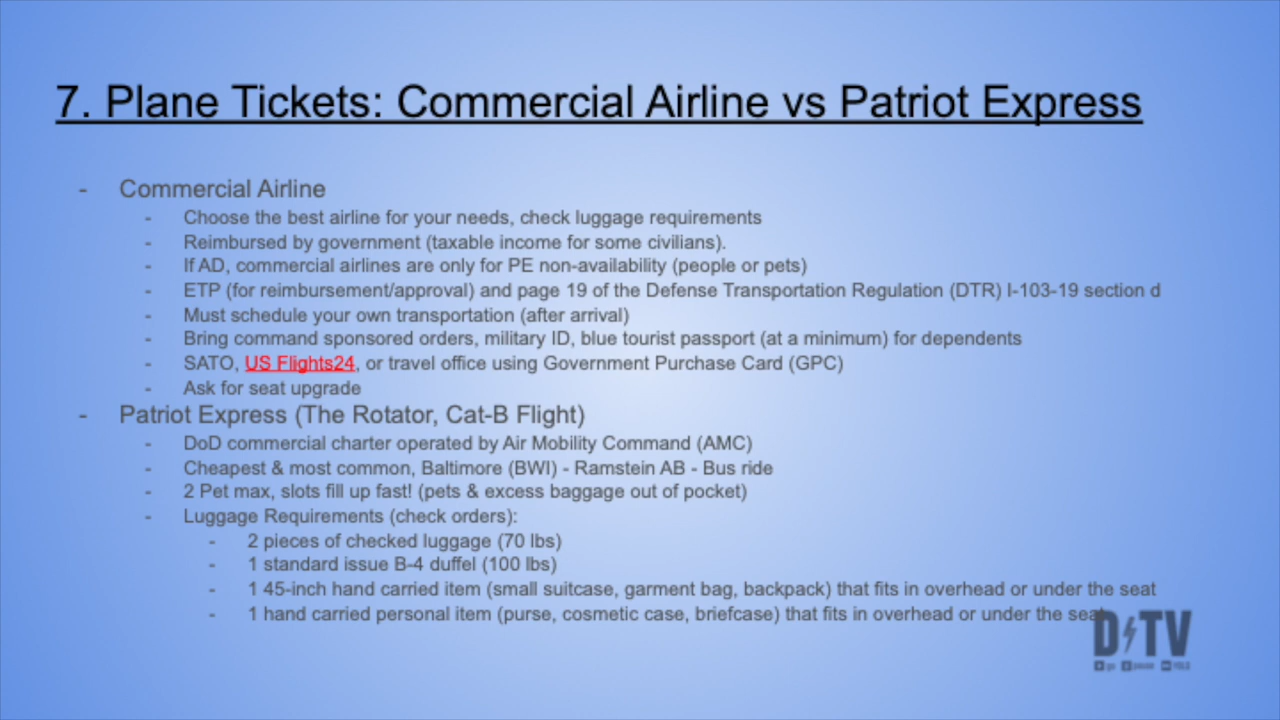 7. Plane Tickets: Commercial Airline vs Patriot Express
- Commercial Airline
- Choose the best airline for your needs, check luggage requirements
- Reimbursed by government (taxable income for some civilians).
- If AD, commercial airlines are only for PE non-availability (people or pets)
- ETP (for reimbursement/approval) and page 19 of the Defense Transportation Regulation (DTR) I-103-19 section d
- Must schedule your own transportation (after arrival)
- Bring command sponsored orders, military ID, blue tourist passport (at a minimum) for dependents
- SATO, US Flights24, or travel office using Government Purchase Card (GPC)
- Ask for seat upgrade
- Patriot Express (The Rotator, Cat-B Flight)
- DoD commercial charter operated by Air Mobility Command (AMC)
- Cheapest & most common, Baltimore (BWI) - Ramstein AB - Bus ride
- 2 Pet max, slots fill up fast! (pets & excess baggage out of pocket)
- Luggage Requirements (check orders):
- 2 pieces of checked luggage (70 lbs)
- 1 standard issue B-4 duffel (100 lbs)
- 1 45-inch hand carried item (small suitcase, garment bag, backpack) that fits in overhead or under the seat
- 1 hand carried personal item (purse, cosmetic case, briefcase) that fits in overhead or under the seat
D TV